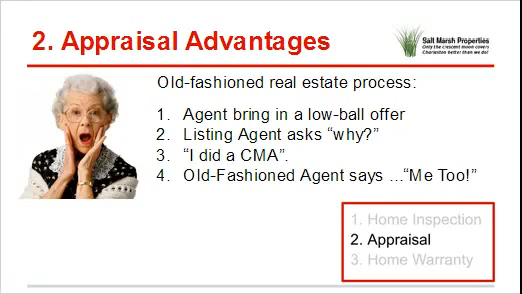 2. Appraisal Advantages
Salt Marsh Properties
Only the crescent moon covers
Charleston better than we do!
Old-fashioned real estate process:
1. Agent bring in a low-ball offer
2. Listing Agent asks “why?”
3. “I did a CMA”.
4. Old-Fashioned Agent says ...“Me Too!”
1. Home Inspection
2. Appraisal
3. Home Warranty